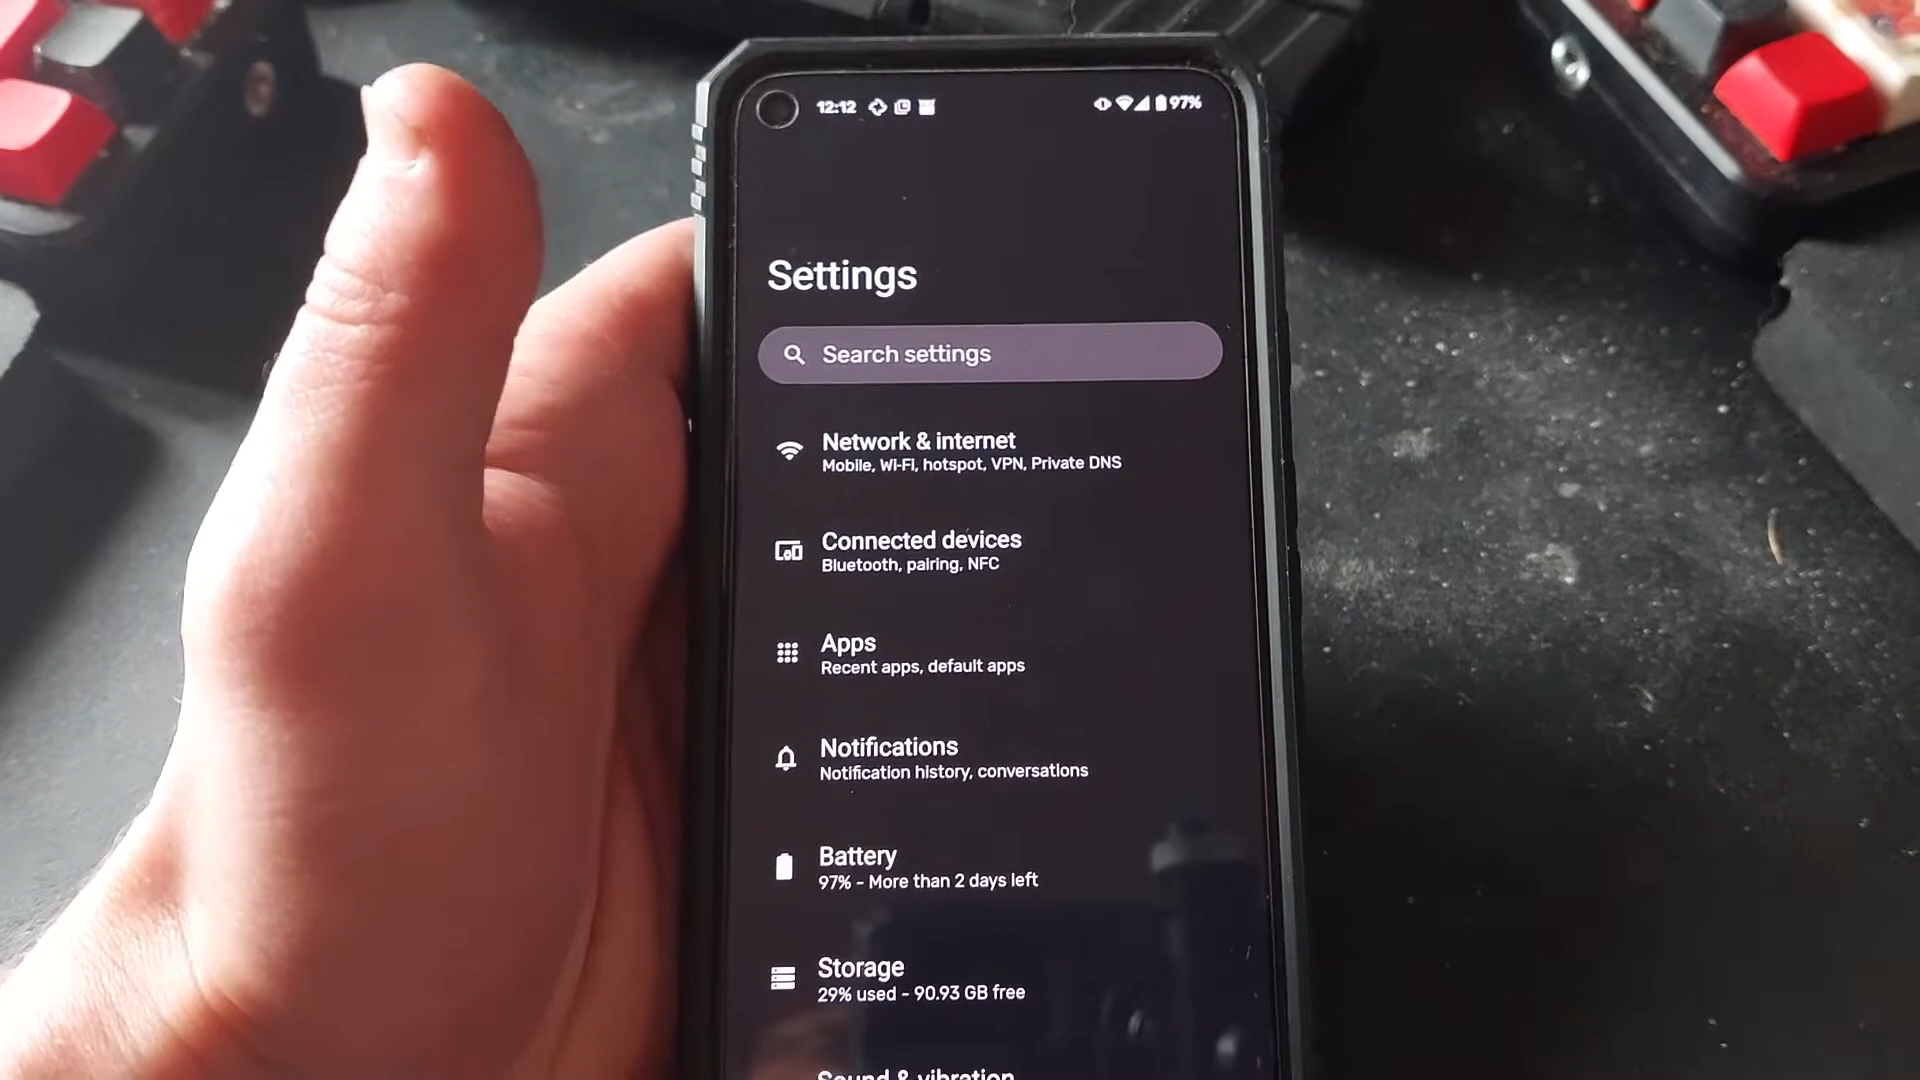 12:12 97%
Settings
Search settings
Network & internet
Mobile, Wi-Fi, hotspot, VPN, Private DNS
Connected devices
Bluetooth, pairing, NFC
Apps
Recent apps, default apps
Notifications
Notification history, conversations
Battery
97% - More than 2 days left
Storage
29% used - 90.93 GB free
Sound & vibration